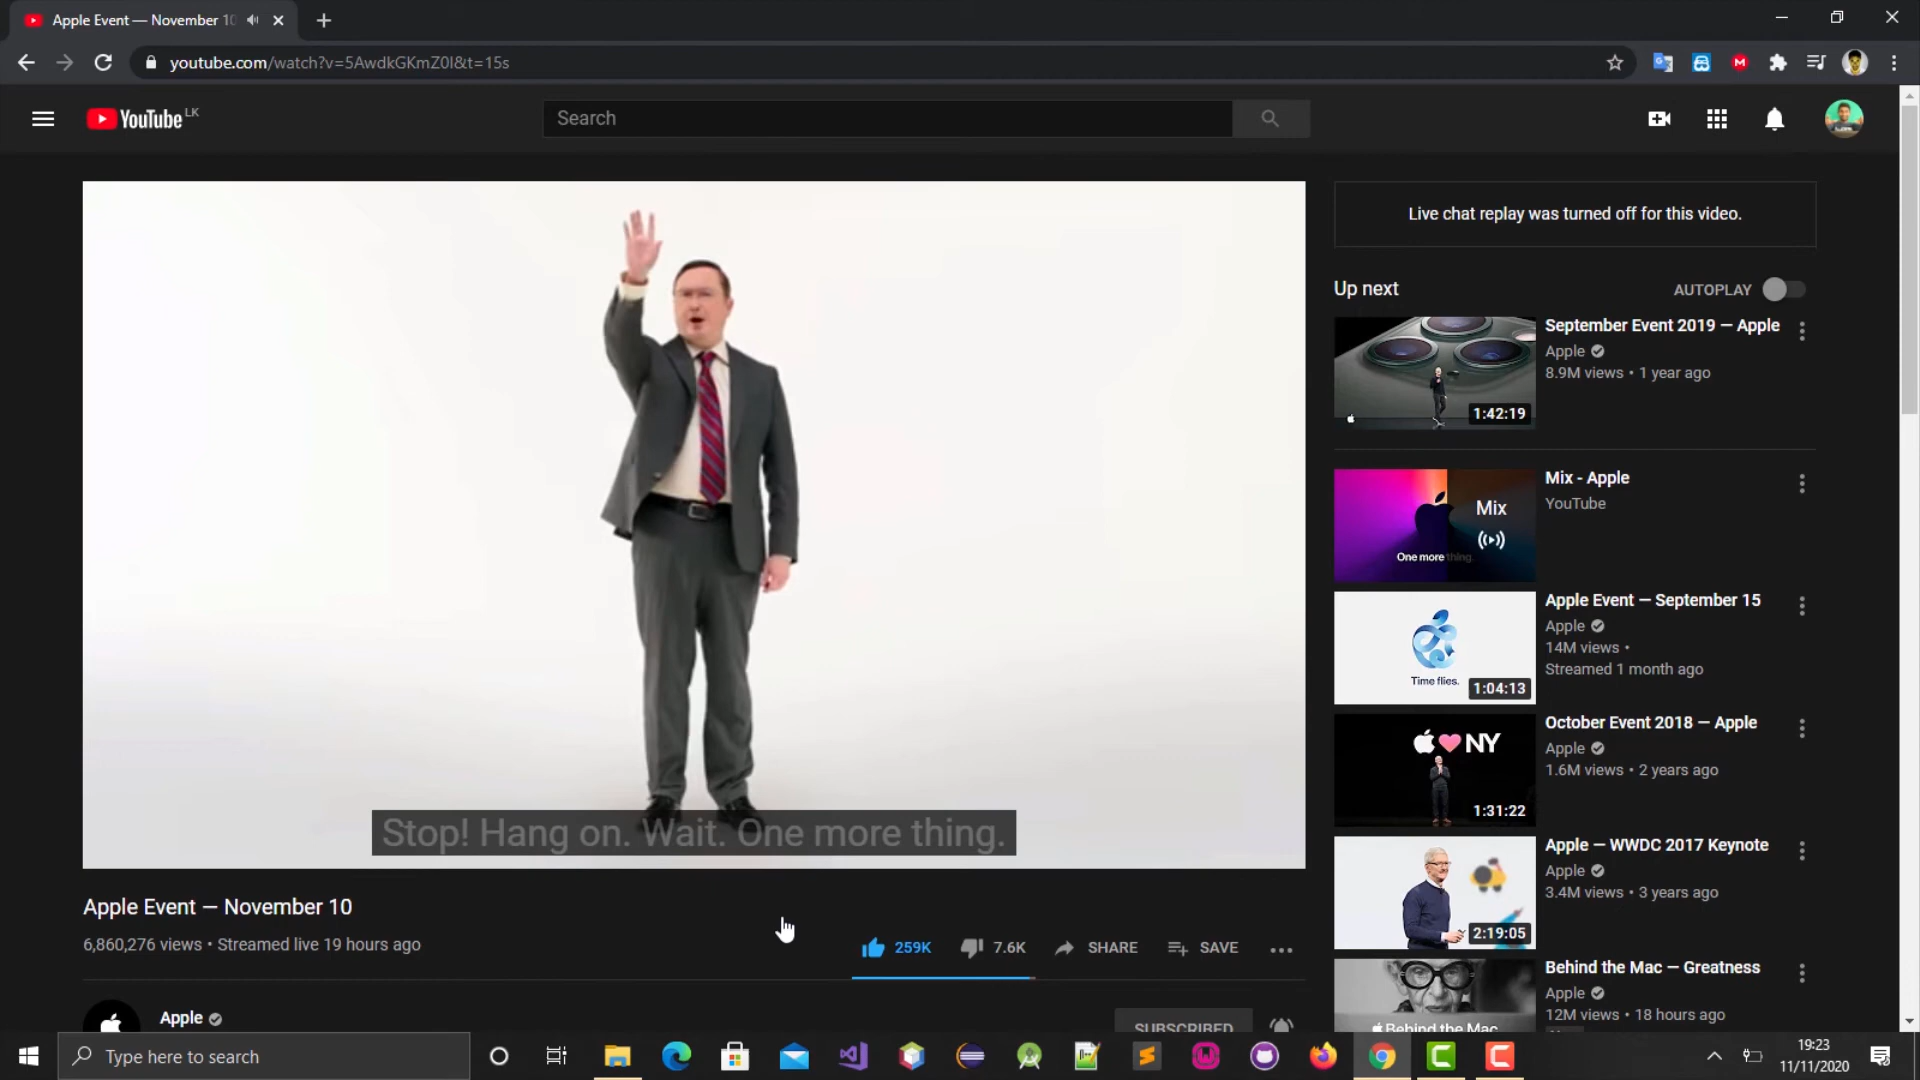 Apple Event — November 10
youtube.com/watch?v=5AwdkGKmZ0I&t=15s
YouTube LK
Search
Live chat replay was turned off for this video.
Up next
AUTOPLAY
September Event 2019 — Apple
Apple
8.9M views • 1 year ago
1:42:19
Mix - Apple
YouTube
Mix
One more thing.
Apple Event — September 15
Apple
14M views •
Streamed 1 month ago
Time flies.
1:04:13
October Event 2018 — Apple
Apple
1.6M views • 2 years ago
NY
1:31:22
Apple — WWDC 2017 Keynote
Apple
3.4M views • 3 years ago
2:19:05
Behind the Mac — Greatness
Apple
12M views • 18 hours ago
Behind the Mac
Stop! Hang on. Wait. One more thing.
Apple Event — November 10
6,860,276 views • Streamed live 19 hours ago
259K
7.6K
SHARE
SAVE
Apple
SUBSCRIBED
Type here to search
19:23
11/11/2020